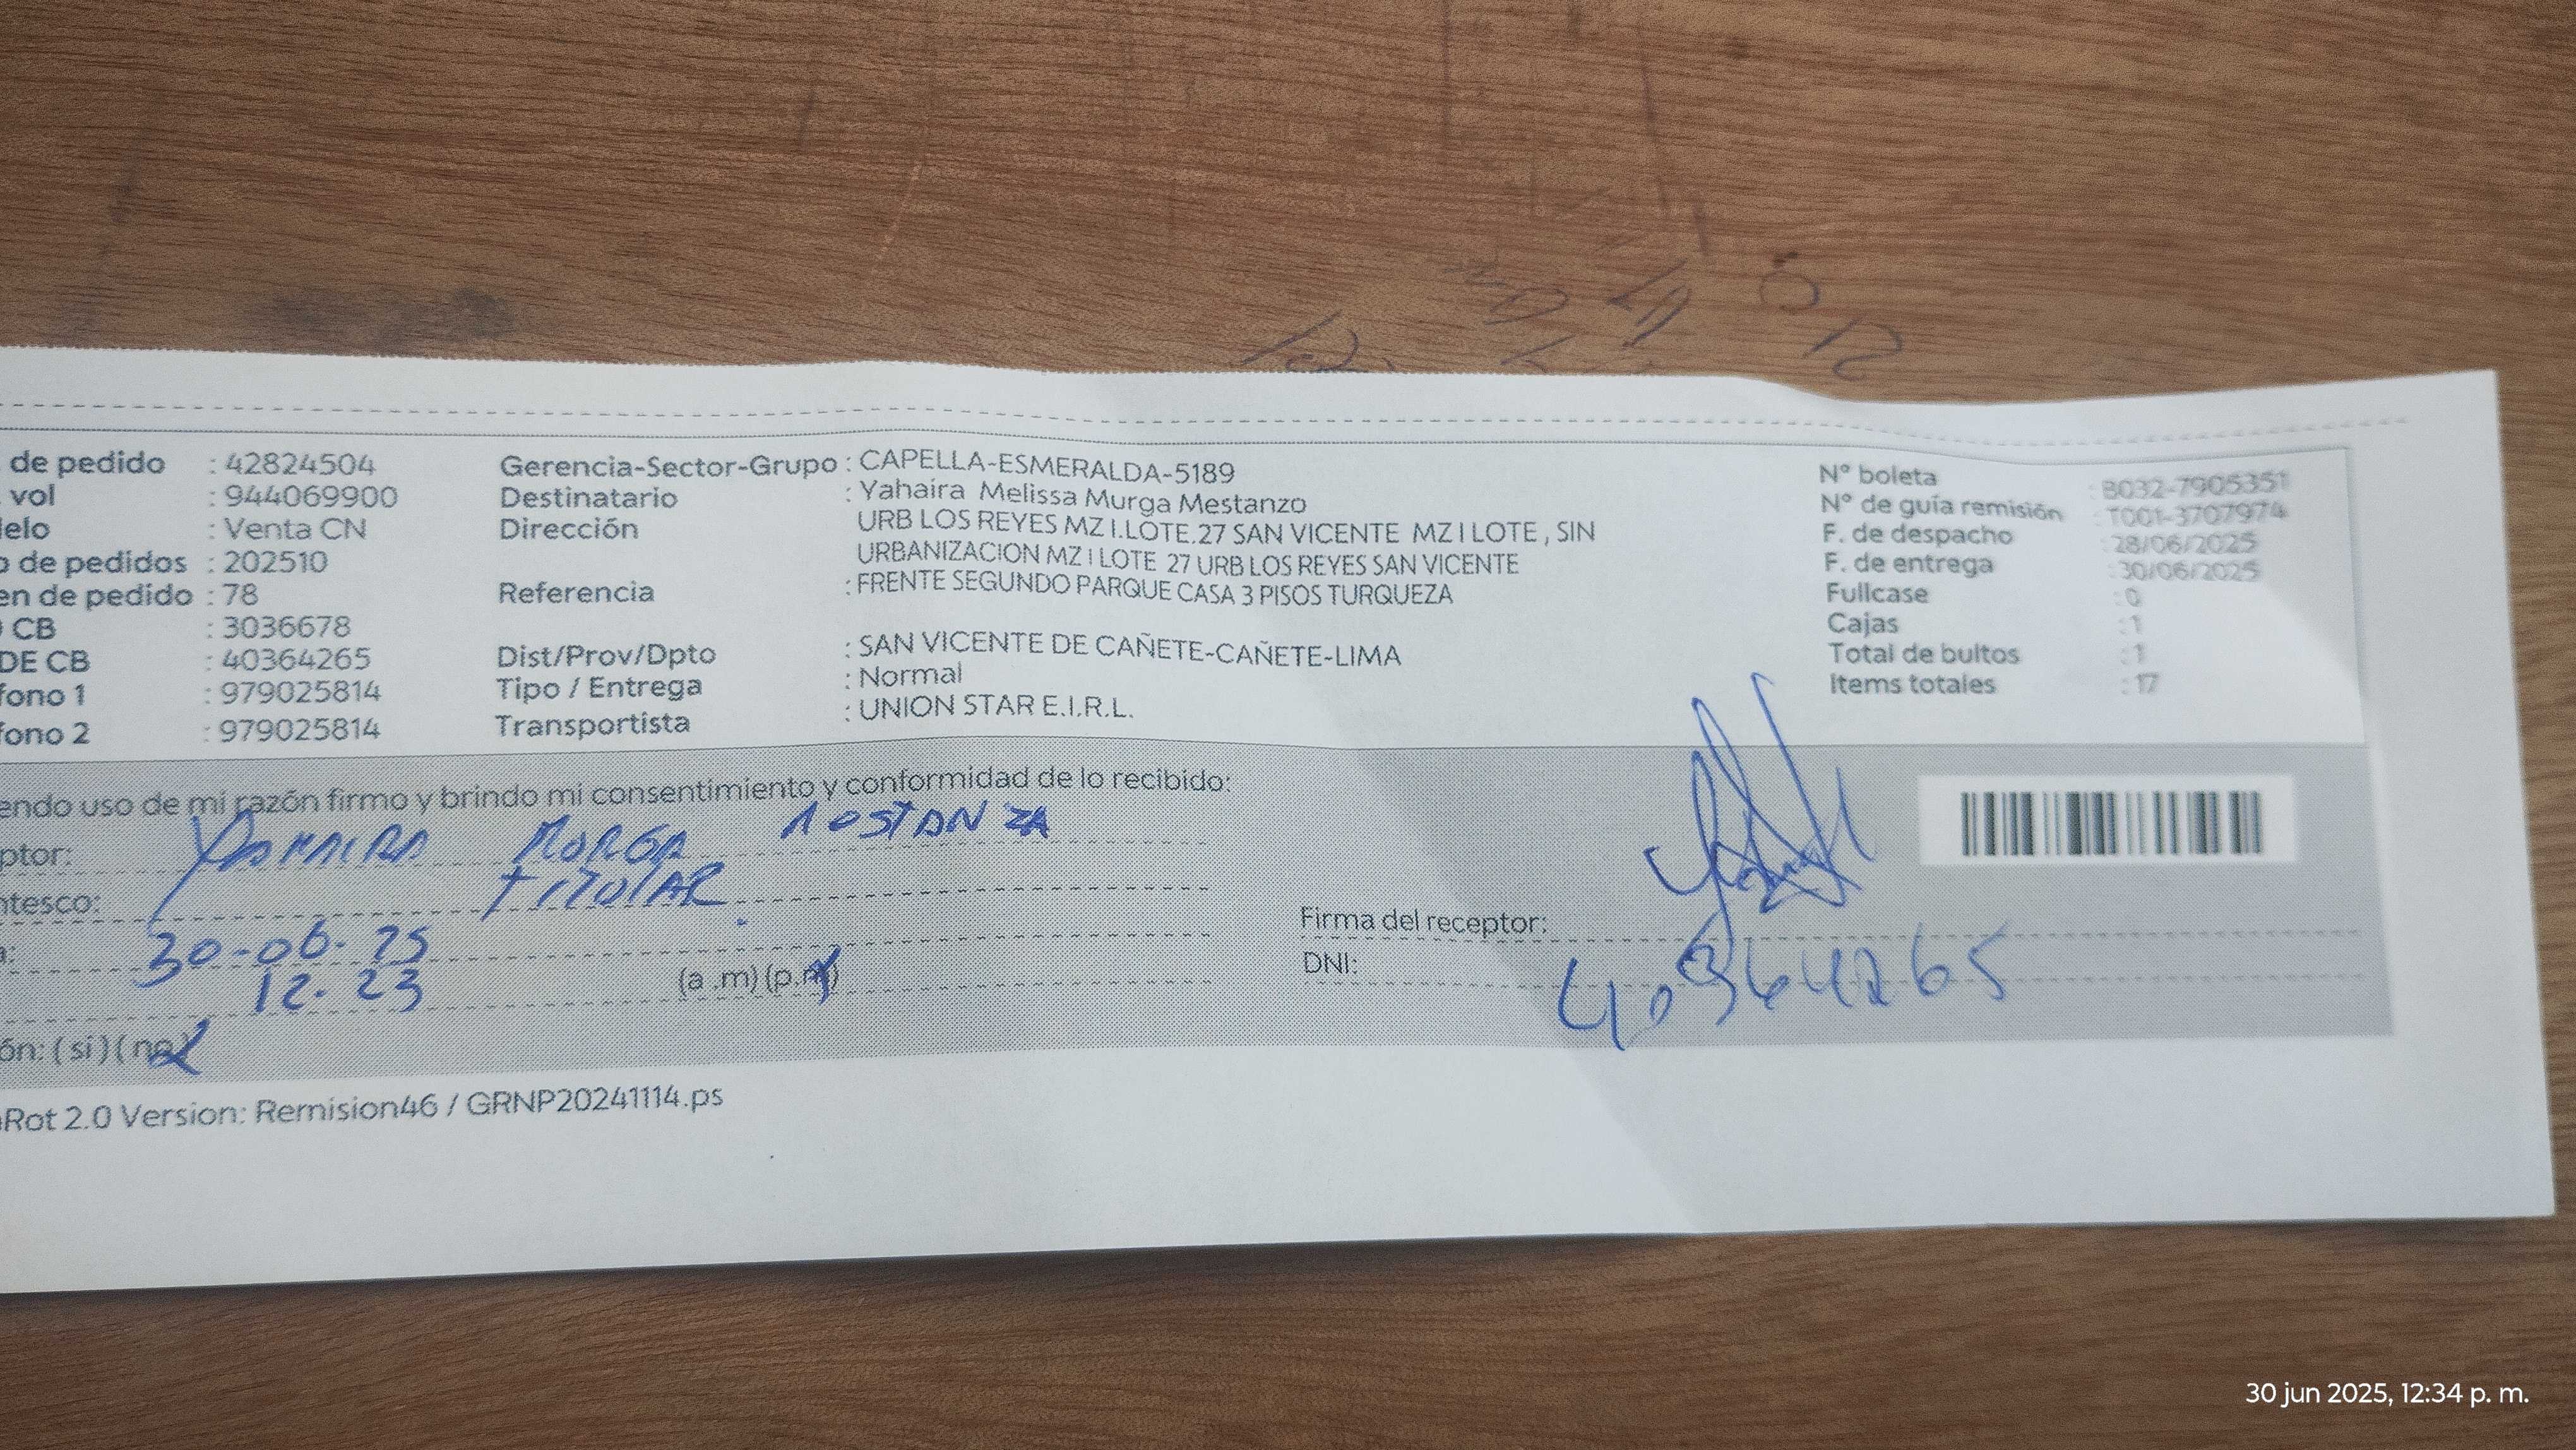 de pedido : 42824504
vol : 944069900
elo : Venta CN
o de pedidos : 202510
en de pedido : 78
CB : 3036678
DE CB : 40364265
fono 1 : 979025814
fono 2 : 979025814
Gerencia-Sector-Grupo : CAPELLA-ESMERALDA-5189
Destinatario : Yahaira Melissa Murga Mestanzo
Dirección URB LOS REYES MZ I.LOTE.27 SAN VICENTE MZ I LOTE , SIN
URBANIZACION MZ I LOTE 27 URB LOS REYES SAN VICENTE
Referencia : FRENTE SEGUNDO PARQUE CASA 3 PISOS TURQUEZA
Dist/Prov/Dpto : SAN VICENTE DE CAÑETE-CAÑETE-LIMA
Tipo / Entrega : Normal
Transportista : UNION STAR E.I.R.L.
N° boleta : B032-7905351
N° de guía remisión : T001-3707974
F. de despacho : 28/06/2025
F. de entrega : 30/06/2025
Fullcase : 0
Cajas : 1
Total de bultos : 1
Items totales : 17
endo uso de mi razón firmo y brindo mi consentimiento y conformidad de lo recibido:
ptor: MURGA
ntesco: TITULAR
a: 30-06-25
12.23 (a .m) (p.m)
ón: ( si ) ( no )
Firma del receptor:
DNI: 40364265
Rot 2.0 Version: Remision46 / GRNP20241114.ps
30 jun 2025, 12:34 p. m.